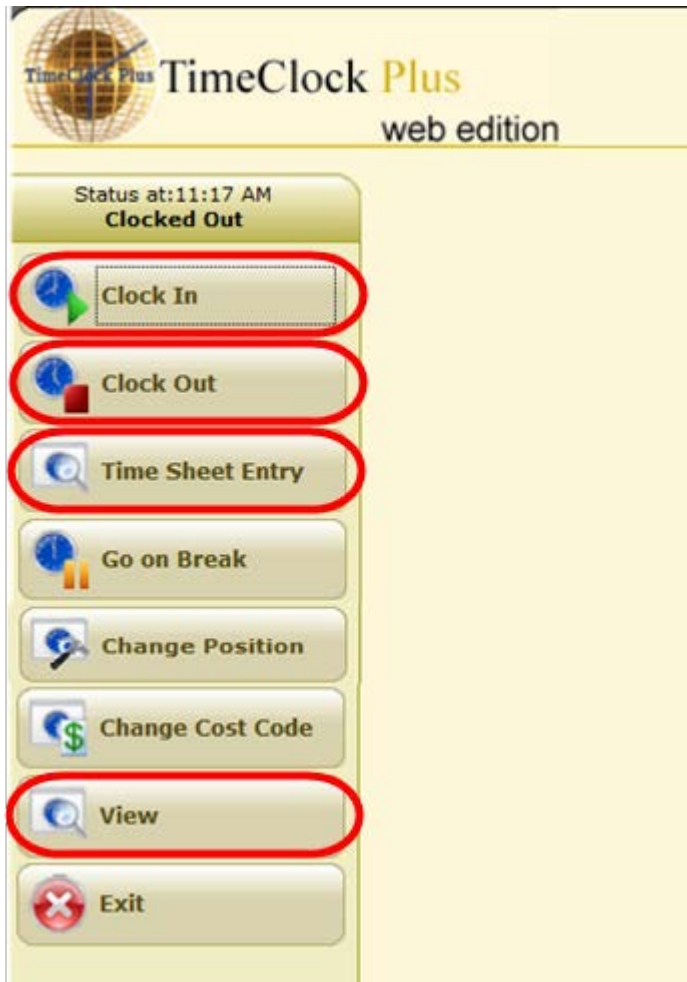 TimeClock Plus
TimeClock Plus
web edition
Status at:11:17 AM
Clocked Out
Clock In
Clock Out
Time Sheet Entry
Go on Break
Change Position
Change Cost Code
View
Exit